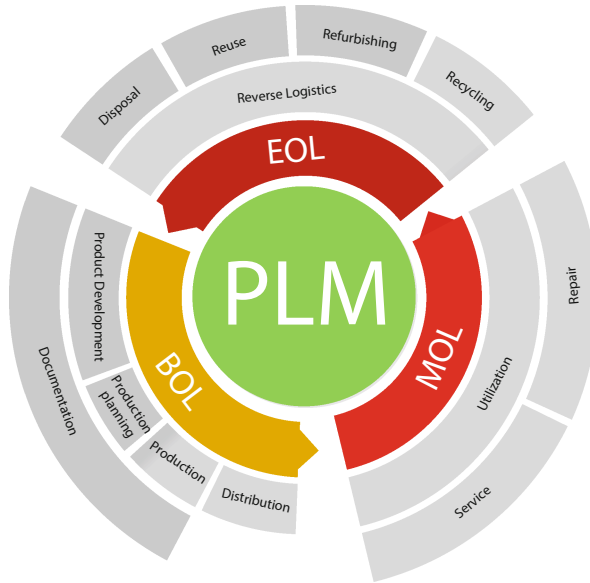 Disposal
Reuse
Refurbishing
Recycling
Reverse Logistics
EOL
PLM
BOL
MOL
Product Development
Production
planning
Production
Distribution
Documentation
Utilization
Repair
Service